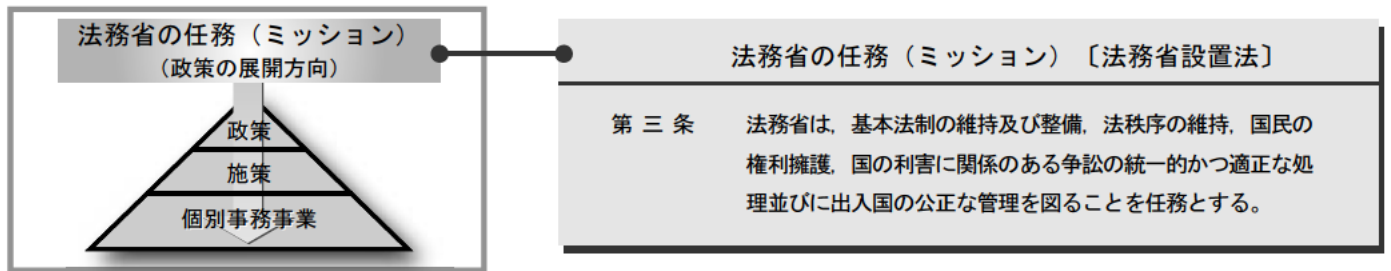 法務省の任務（ミッション）
（政策の展開方向）
政策
施策
個別事務事業
法務省の任務（ミッション）〔法務省設置法〕
第三条　法務省は，基本法制の維持及び整備，法秩序の維持，国民の
権利擁護，国の利害に関係のある争訟の統一的かつ適正な処
理並びに出入国の公正な管理を図ることを任務とする。